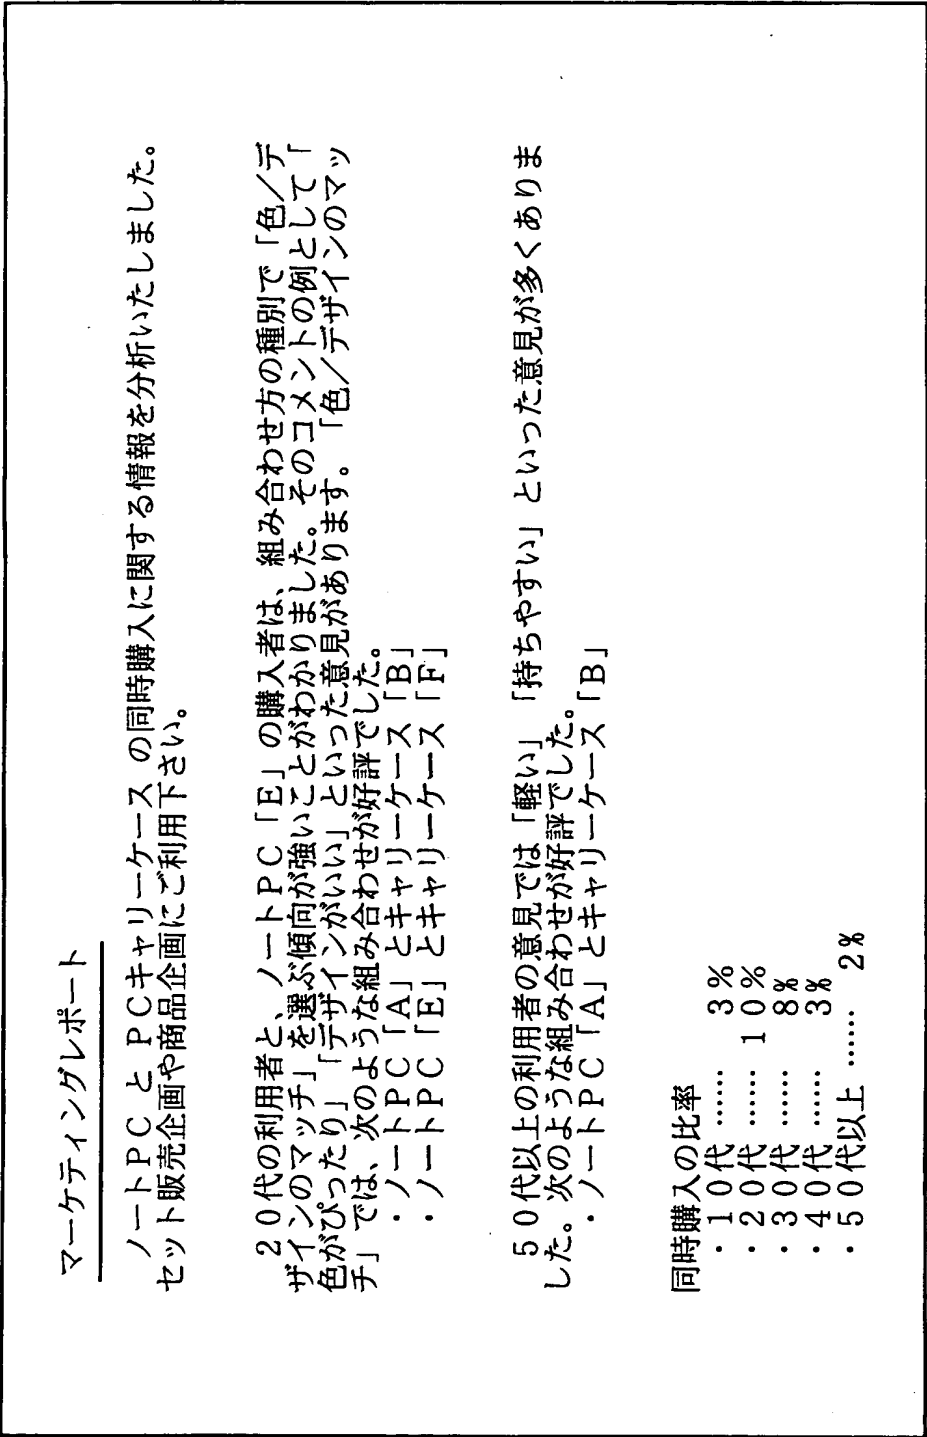 マーケティングレポート
ノートＰＣ と ＰＣキャリーケース の同時購入に関する情報を分析いたしました。
セット販売企画や商品企画にご利用下さい。
２０代の利用者と、ノートＰＣ「Ｅ」の購入者は、組み合わせ方の種別で「色／デ
ザインのマッチ」を選ぶ傾向が強いことがわかりました。そのコメントの例として「
色がぴったり」「デザインがいい」といった意見があります。「色／デザインのマッ
チ」では、次のような組み合わせが好評でした。
・ノートＰＣ「Ａ」とキャリーケース「Ｂ」
・ノートＰＣ「Ｅ」とキャリーケース「Ｆ」
５０代以上の利用者の意見では「軽い」「持ちやすい」といった意見が多くありま
した。次のような組み合わせが好評でした。
・ノートＰＣ「Ａ」とキャリーケース「Ｂ」
同時購入の比率
・１０代 …… ３％
・２０代 …… １０％
・３０代 …… ８％
・４０代 …… ３％
・５０代以上 …… ２％